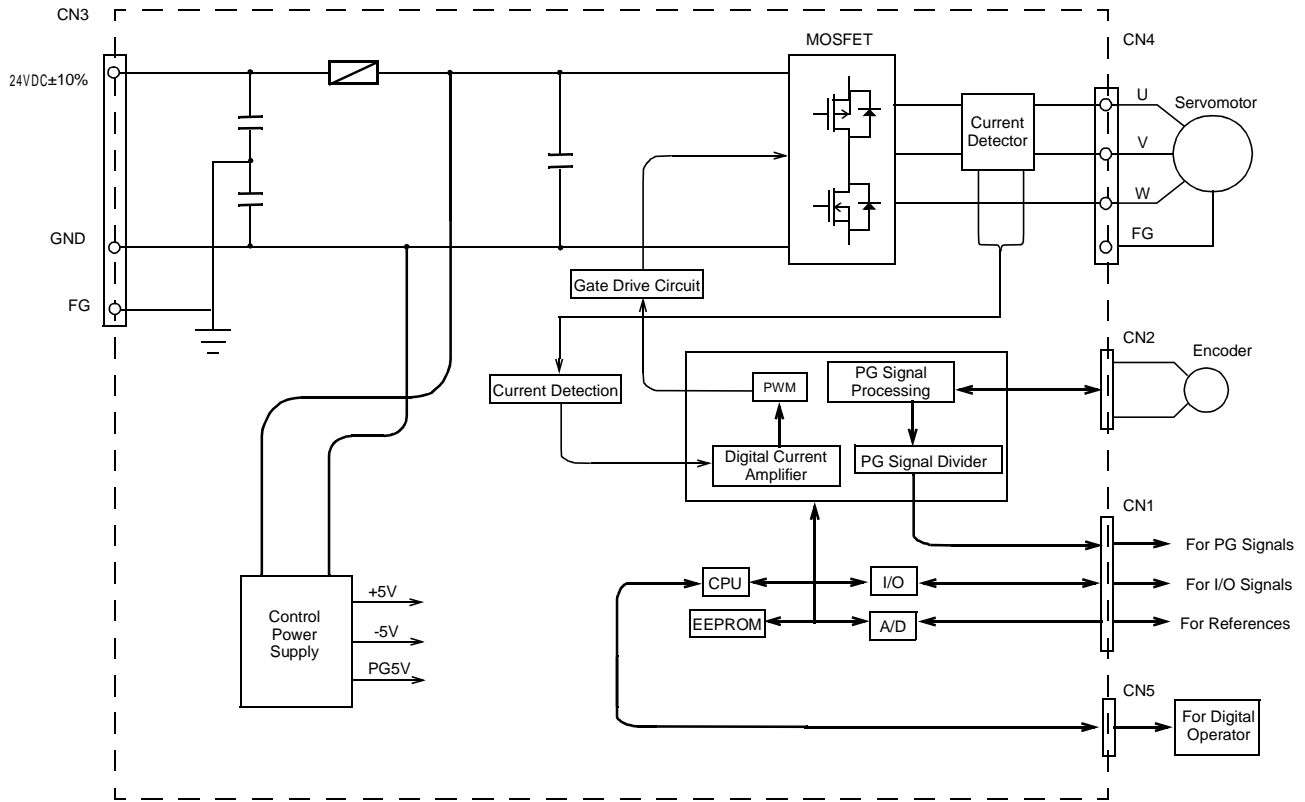 CN3
MOSFET
CN4
24VDC±10%
U
Servomotor
Current
Detector
V
W
GND
FG
Gate Drive Circuit
FG
CN2
Encoder
Current Detection
PWM
PG Signal
Processing
Digital Current
Amplifier
PG Signal Divider
CN1
For PG Signals
CPU
I/O
For I/O Signals
EEPROM
A/D
For References
Control
Power
Supply
+5V
-5V
PG5V
CN5
For Digital
Operator